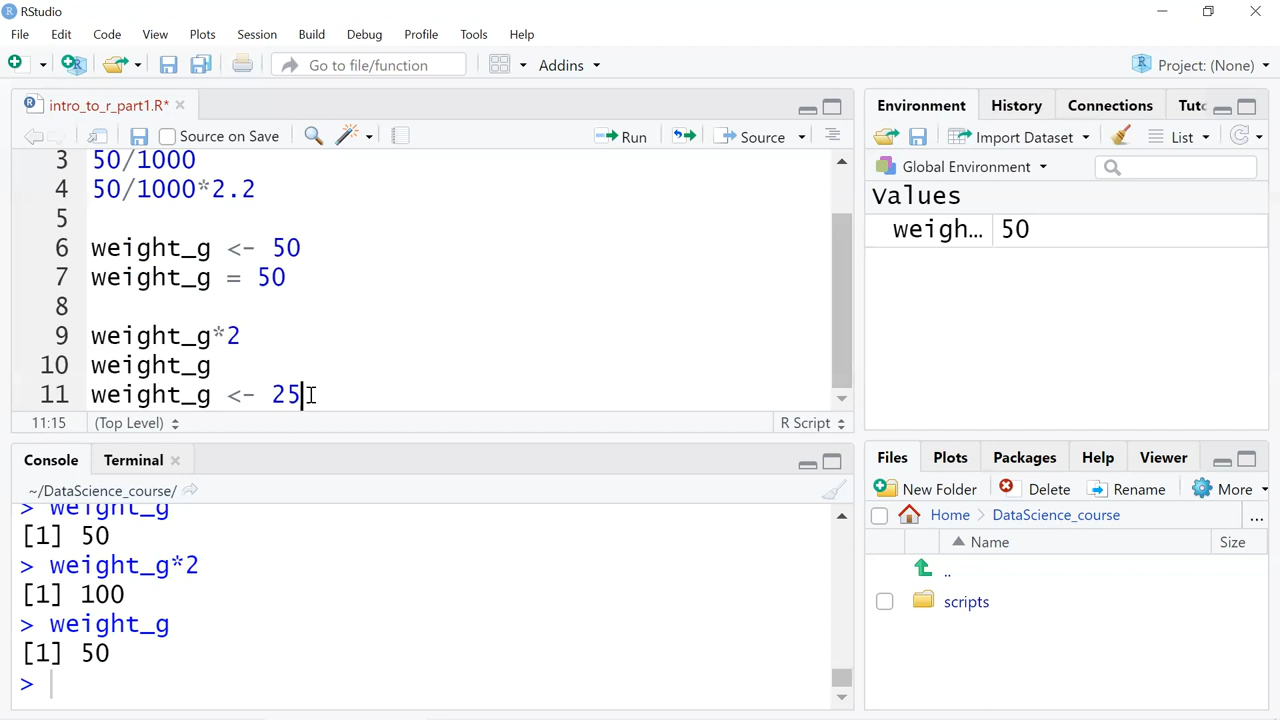 RStudio
File Edit Code View Plots Session Build Debug Profile Tools Help
Go to file/function Addins Project: (None)
intro_to_r_part1.R*
Source on Save Run Source
3 50/1000
4 50/1000*2.2
5
6 weight_g <- 50
7 weight_g = 50
8
9 weight_g*2
10 weight_g
11 weight_g <- 25
11:15 (Top Level) R Script
Console Terminal
~/DataScience_course/
> weight_g
[1] 50
> weight_g*2
[1] 100
> weight_g
[1] 50
>
Environment History Connections Tuto
Import Dataset List
Global Environment
Values
weigh... 50
Files Plots Packages Help Viewer
New Folder Delete Rename More
Home > DataScience_course ...
Name Size
..
scripts